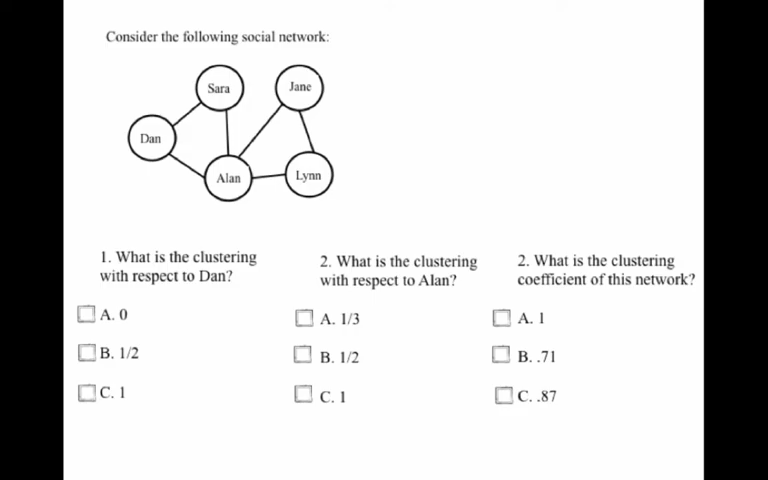 Consider the following social network:
Sara
Jane
Dan
Alan
Lynn
1. What is the clustering
with respect to Dan?
A. 0
B. 1/2
C. 1
2. What is the clustering
with respect to Alan?
A. 1/3
B. 1/2
C. 1
2. What is the clustering
coefficient of this network?
A. 1
B. .71
C. .87